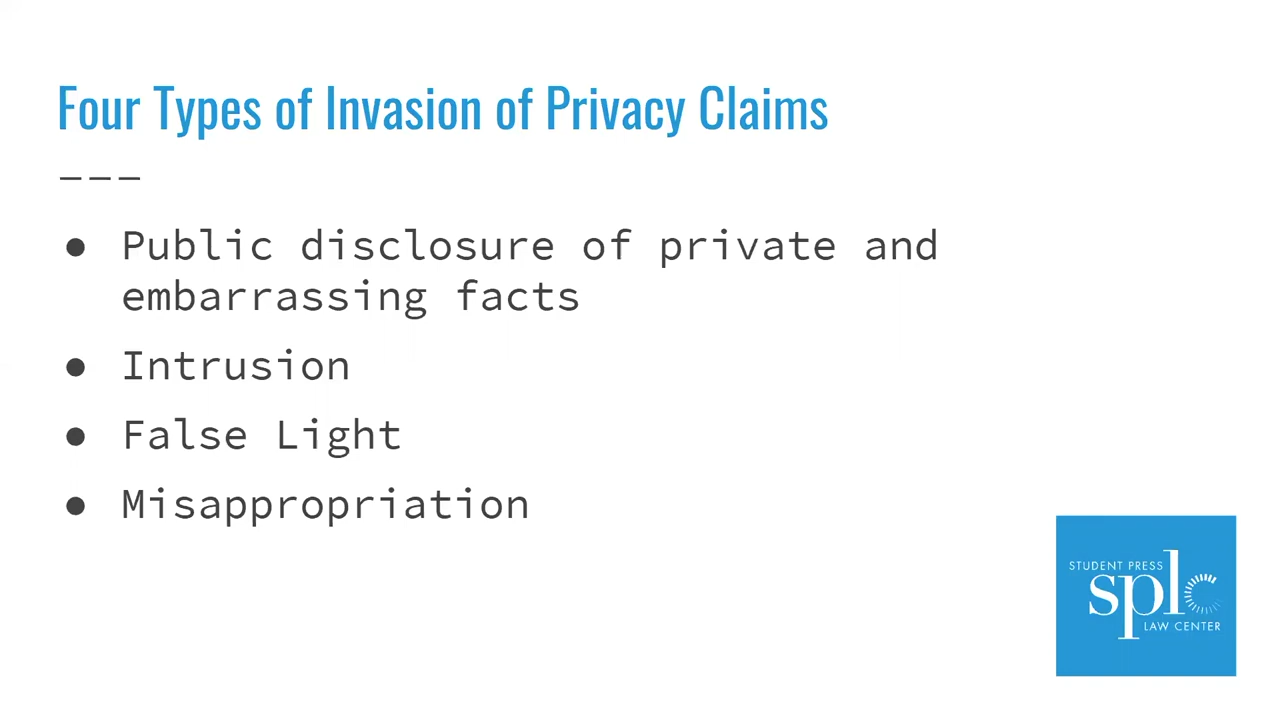 Four Types of Invasion of Privacy Claims
———
● Public disclosure of private and
embarrassing facts
● Intrusion
● False Light
● Misappropriation
STUDENT PRESS
splc
LAW CENTER